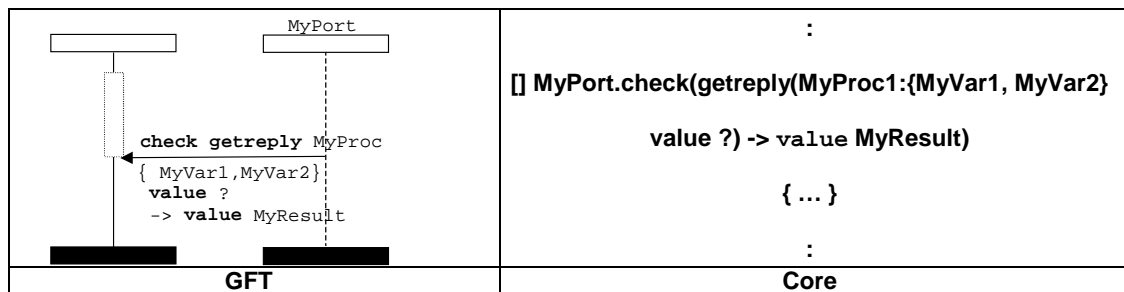 MyPort
check getreply MyProc
{ MyVar1,MyVar2}
value ?
-> value MyResult
GFT
:
[] MyPort.check(getreply(MyProc1:{MyVar1, MyVar2}
value ?) -> value MyResult)
{ … }
:
Core